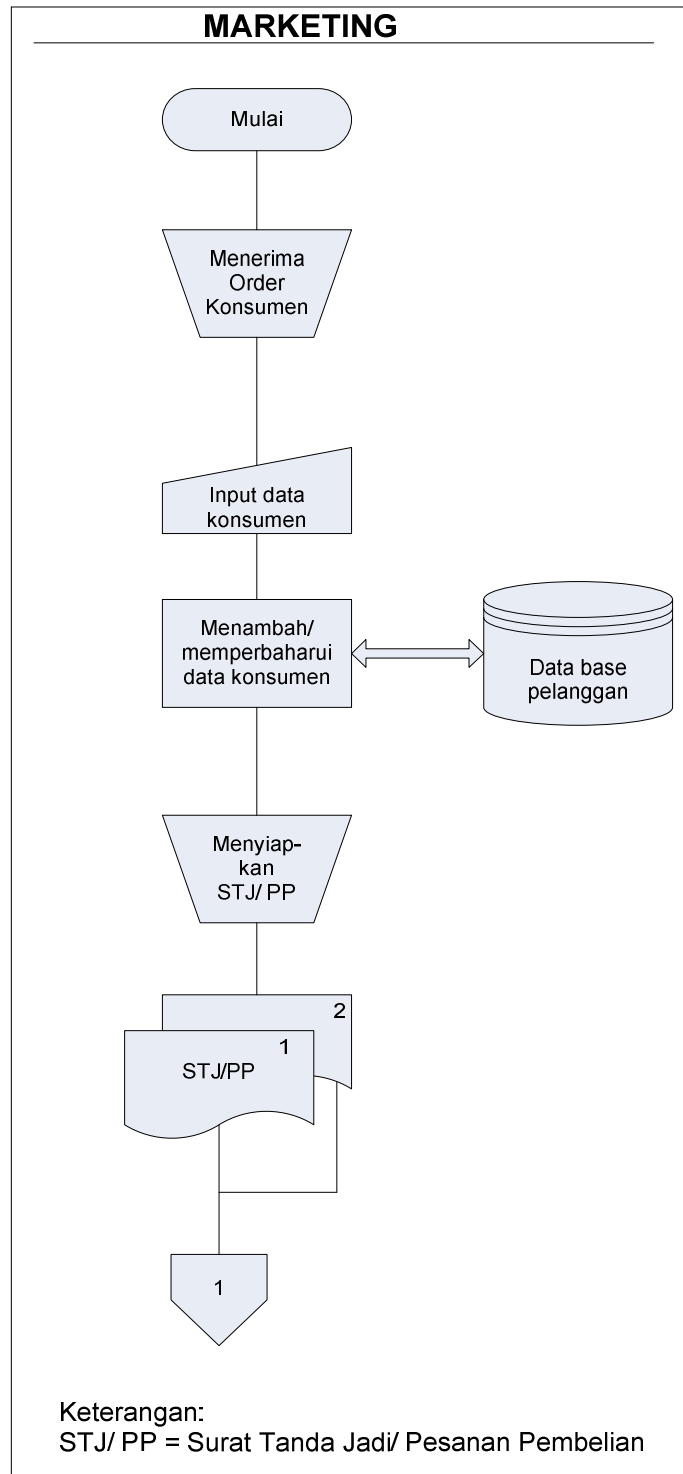 MARKETING
Mulai
Menerima
Order
Konsumen
Input data
konsumen
Menambah/
memperbaharui
data konsumen
Data base
pelanggan
Menyiap-
kan
STJ/ PP
2
1
STJ/PP
1
Keterangan:
STJ/ PP = Surat Tanda Jadi/ Pesanan Pembelian